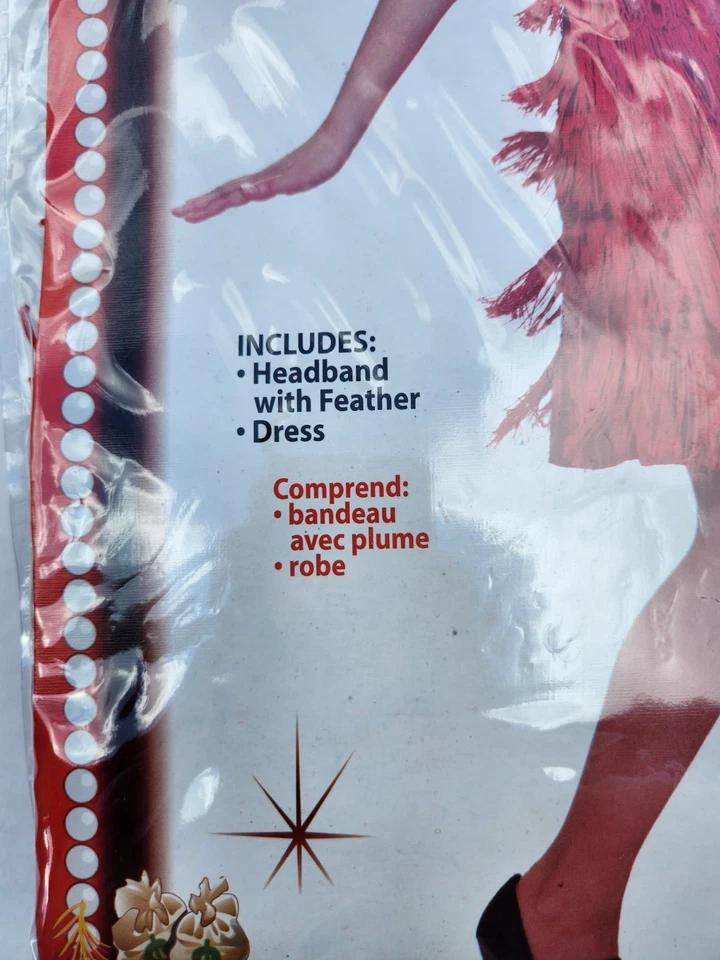 INCLUDES:
• Headband
with Feather
• Dress
Comprend:
• bandeau
avec plume
• robe
$
$